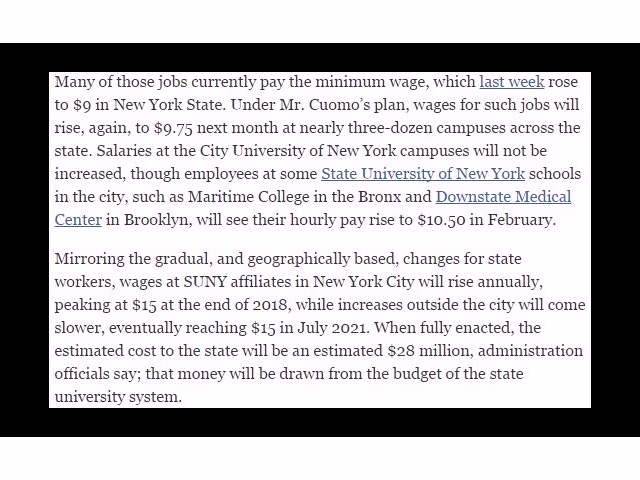 Many of those jobs currently pay the minimum wage, which last week rose
to $9 in New York State. Under Mr. Cuomo’s plan, wages for such jobs will
rise, again, to $9.75 next month at nearly three-dozen campuses across the
state. Salaries at the City University of New York campuses will not be
increased, though employees at some State University of New York schools
in the city, such as Maritime College in the Bronx and Downstate Medical
Center in Brooklyn, will see their hourly pay rise to $10.50 in February.
Mirroring the gradual, and geographically based, changes for state
workers, wages at SUNY affiliates in New York City will rise annually,
peaking at $15 at the end of 2018, while increases outside the city will come
slower, eventually reaching $15 in July 2021. When fully enacted, the
estimated cost to the state will be an estimated $28 million, administration
officials say; that money will be drawn from the budget of the state
university system.